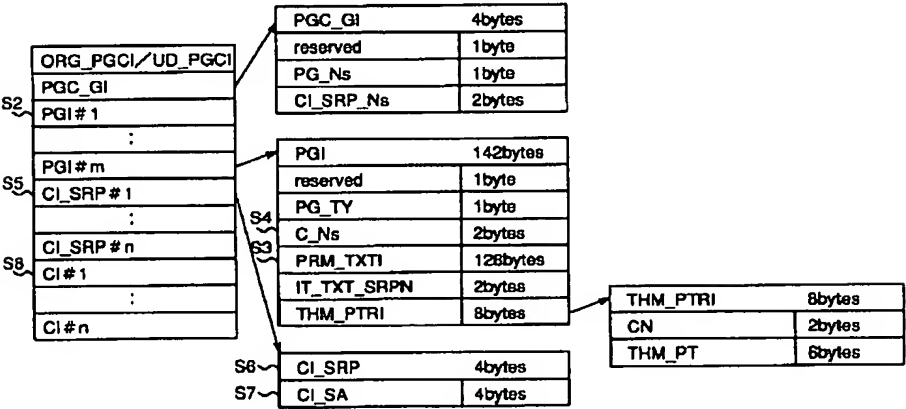 ORG_PGCI/UD_PGCI
PGC_GI
S2
PGI#1
:
PGI#m
S5
CI_SRP#1
:
CI_SRP#n
S8
CI#1
:
CI#n
PGC_GI 4bytes
reserved 1byte
PG_Ns 1byte
CI_SRP_Ns 2bytes
PGI 142bytes
reserved 1byte
PG_TY 1byte
S4
C_Ns 2bytes
S3
PRM_TXTI 128bytes
IT_TXT_SRPN 2bytes
THM_PTRI 8bytes
THM_PTRI 8bytes
CN 2bytes
THM_PT 6bytes
S6
CI_SRP 4bytes
S7
CI_SA 4bytes